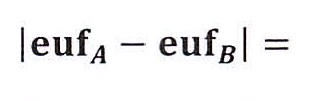 |euf_A − euf_B| =